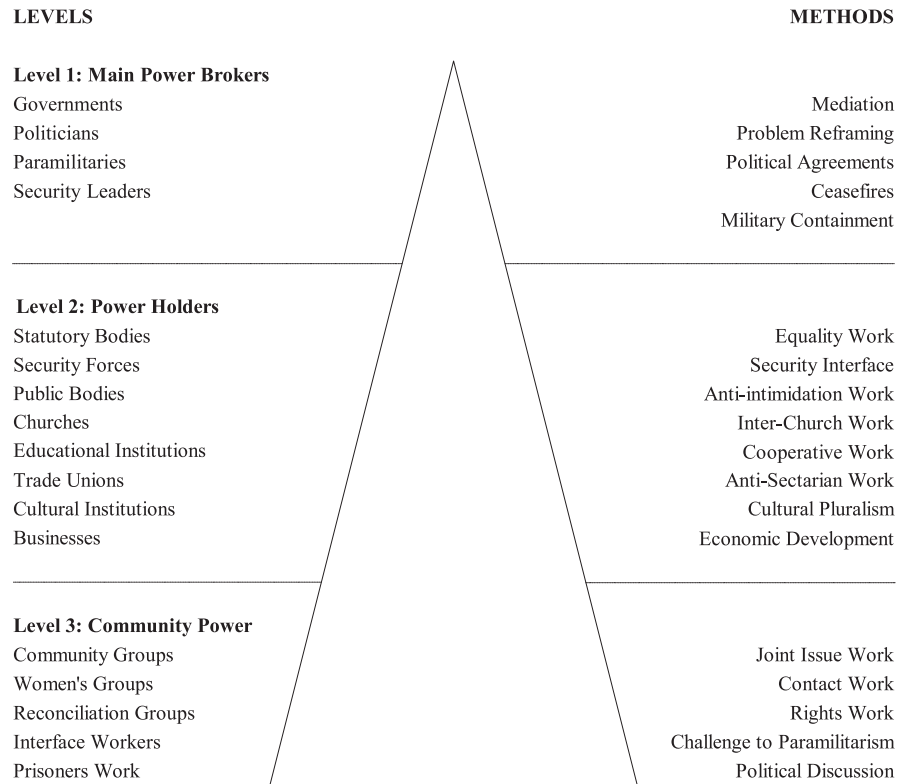 LEVELS
METHODS
Level 1: Main Power Brokers
Governments
Mediation
Politicians
Problem Reframing
Paramilitaries
Political Agreements
Security Leaders
Ceasefires
Military Containment
Level 2: Power Holders
Statutory Bodies
Equality Work
Security Forces
Security Interface
Public Bodies
Anti-intimidation Work
Churches
Inter-Church Work
Educational Institutions
Cooperative Work
Trade Unions
Anti-Sectarian Work
Cultural Institutions
Cultural Pluralism
Businesses
Economic Development
Level 3: Community Power
Community Groups
Joint Issue Work
Women's Groups
Contact Work
Reconciliation Groups
Rights Work
Interface Workers
Challenge to Paramilitarism
Prisoners Work
Political Discussion